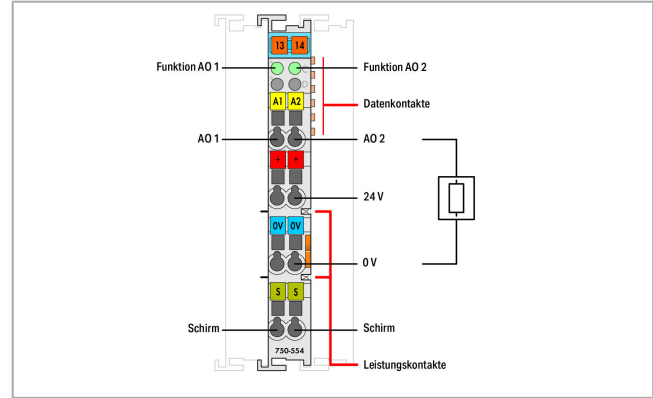 13 14
Funktion AO 1
Funktion AO 2
A1 A2
Datenkontakte
AO 1
AO 2
+ +
24 V
0V 0V
0 V
S S
Schirm
Schirm
750-554
Leistungskontakte